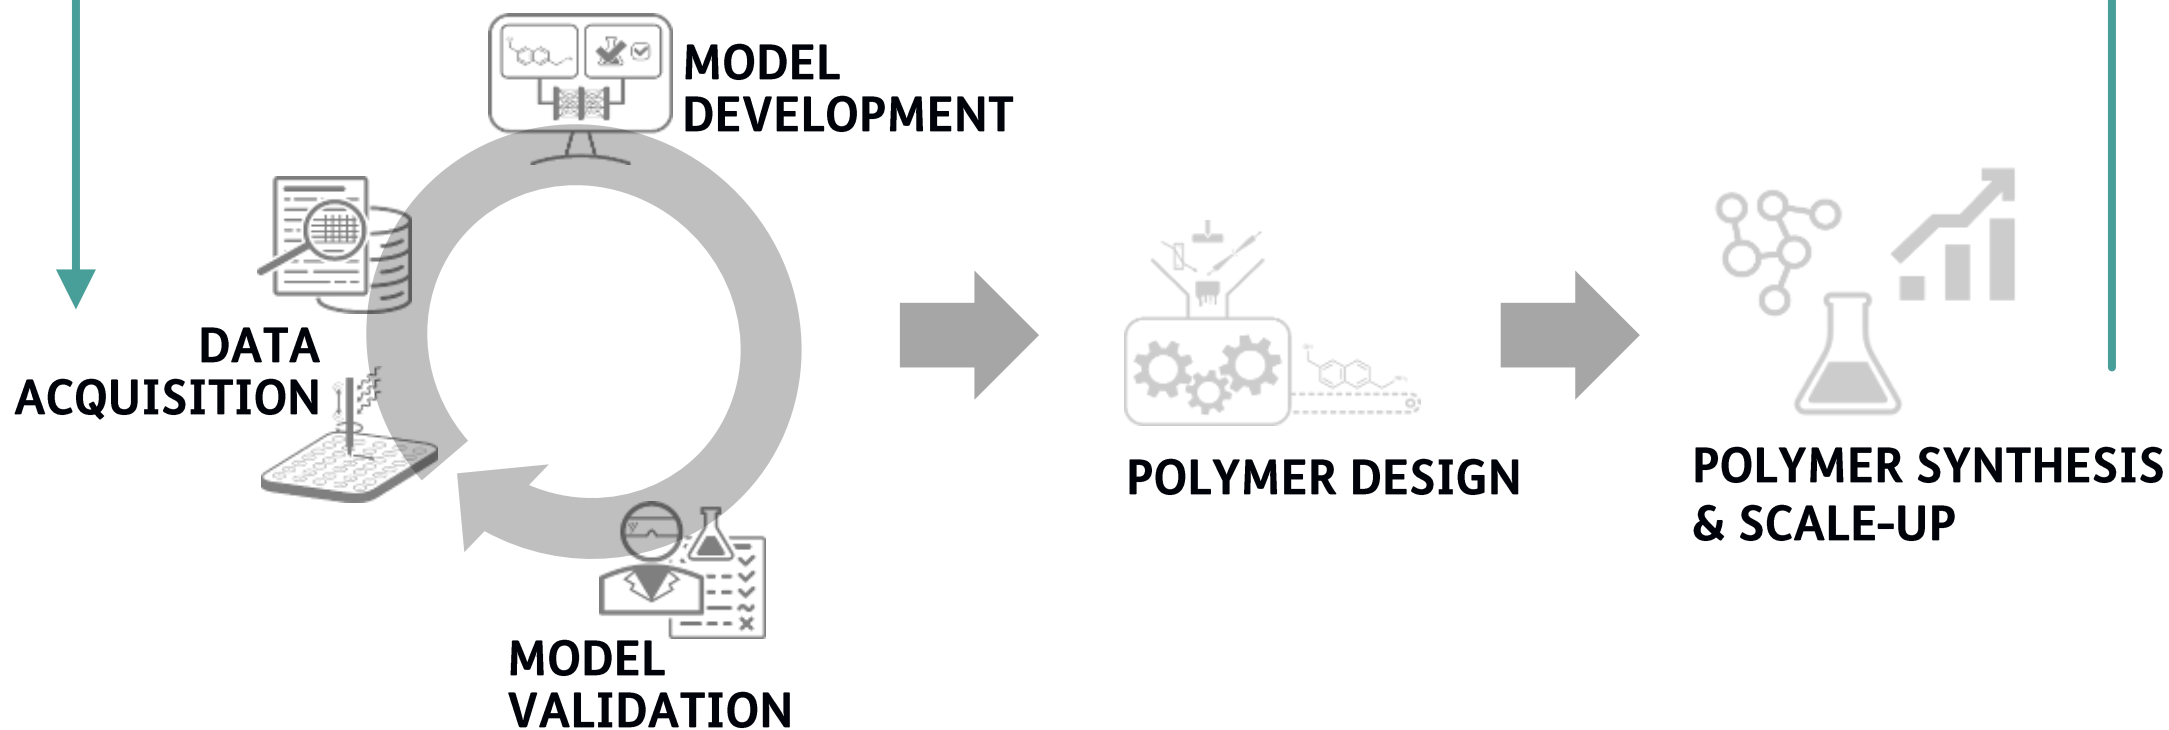 MODEL
DEVELOPMENT
DATA
ACQUISITION
MODEL
VALIDATION
POLYMER DESIGN
POLYMER SYNTHESIS
& SCALE-UP